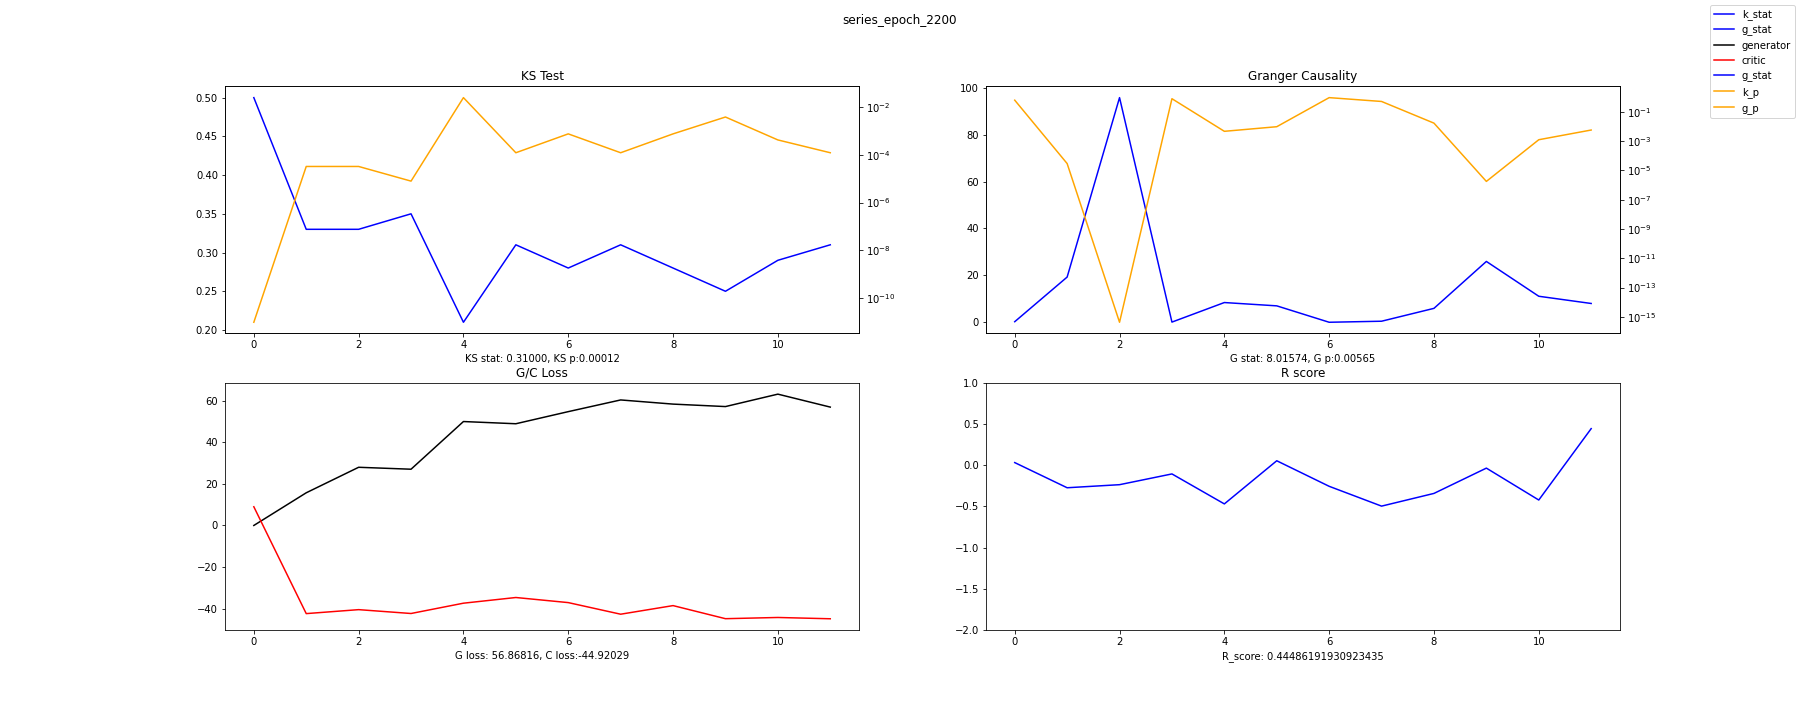 series_epoch_2200
k_stat
g_stat
generator
critic
g_stat
k_p
g_p
KS Test
0.50
0.45
0.40
0.35
0.30
0.25
0.20
10⁻²
10⁻⁴
10⁻⁶
10⁻⁸
10⁻¹⁰
0 2 4 6 8 10
KS stat: 0.31000, KS p:0.00012
Granger Causality
100
80
60
40
20
0
10⁻¹
10⁻³
10⁻⁵
10⁻⁷
10⁻⁹
10⁻¹¹
10⁻¹³
10⁻¹⁵
0 2 4 6 8 10
G stat: 8.01574, G p:0.00565
G/C Loss
60
40
20
0
−20
−40
0 2 4 6 8 10
G loss: 56.86816, C loss:-44.92029
R score
1.0
0.5
0.0
−0.5
−1.0
−1.5
−2.0
0 2 4 6 8 10
R_score: 0.44486191930923435